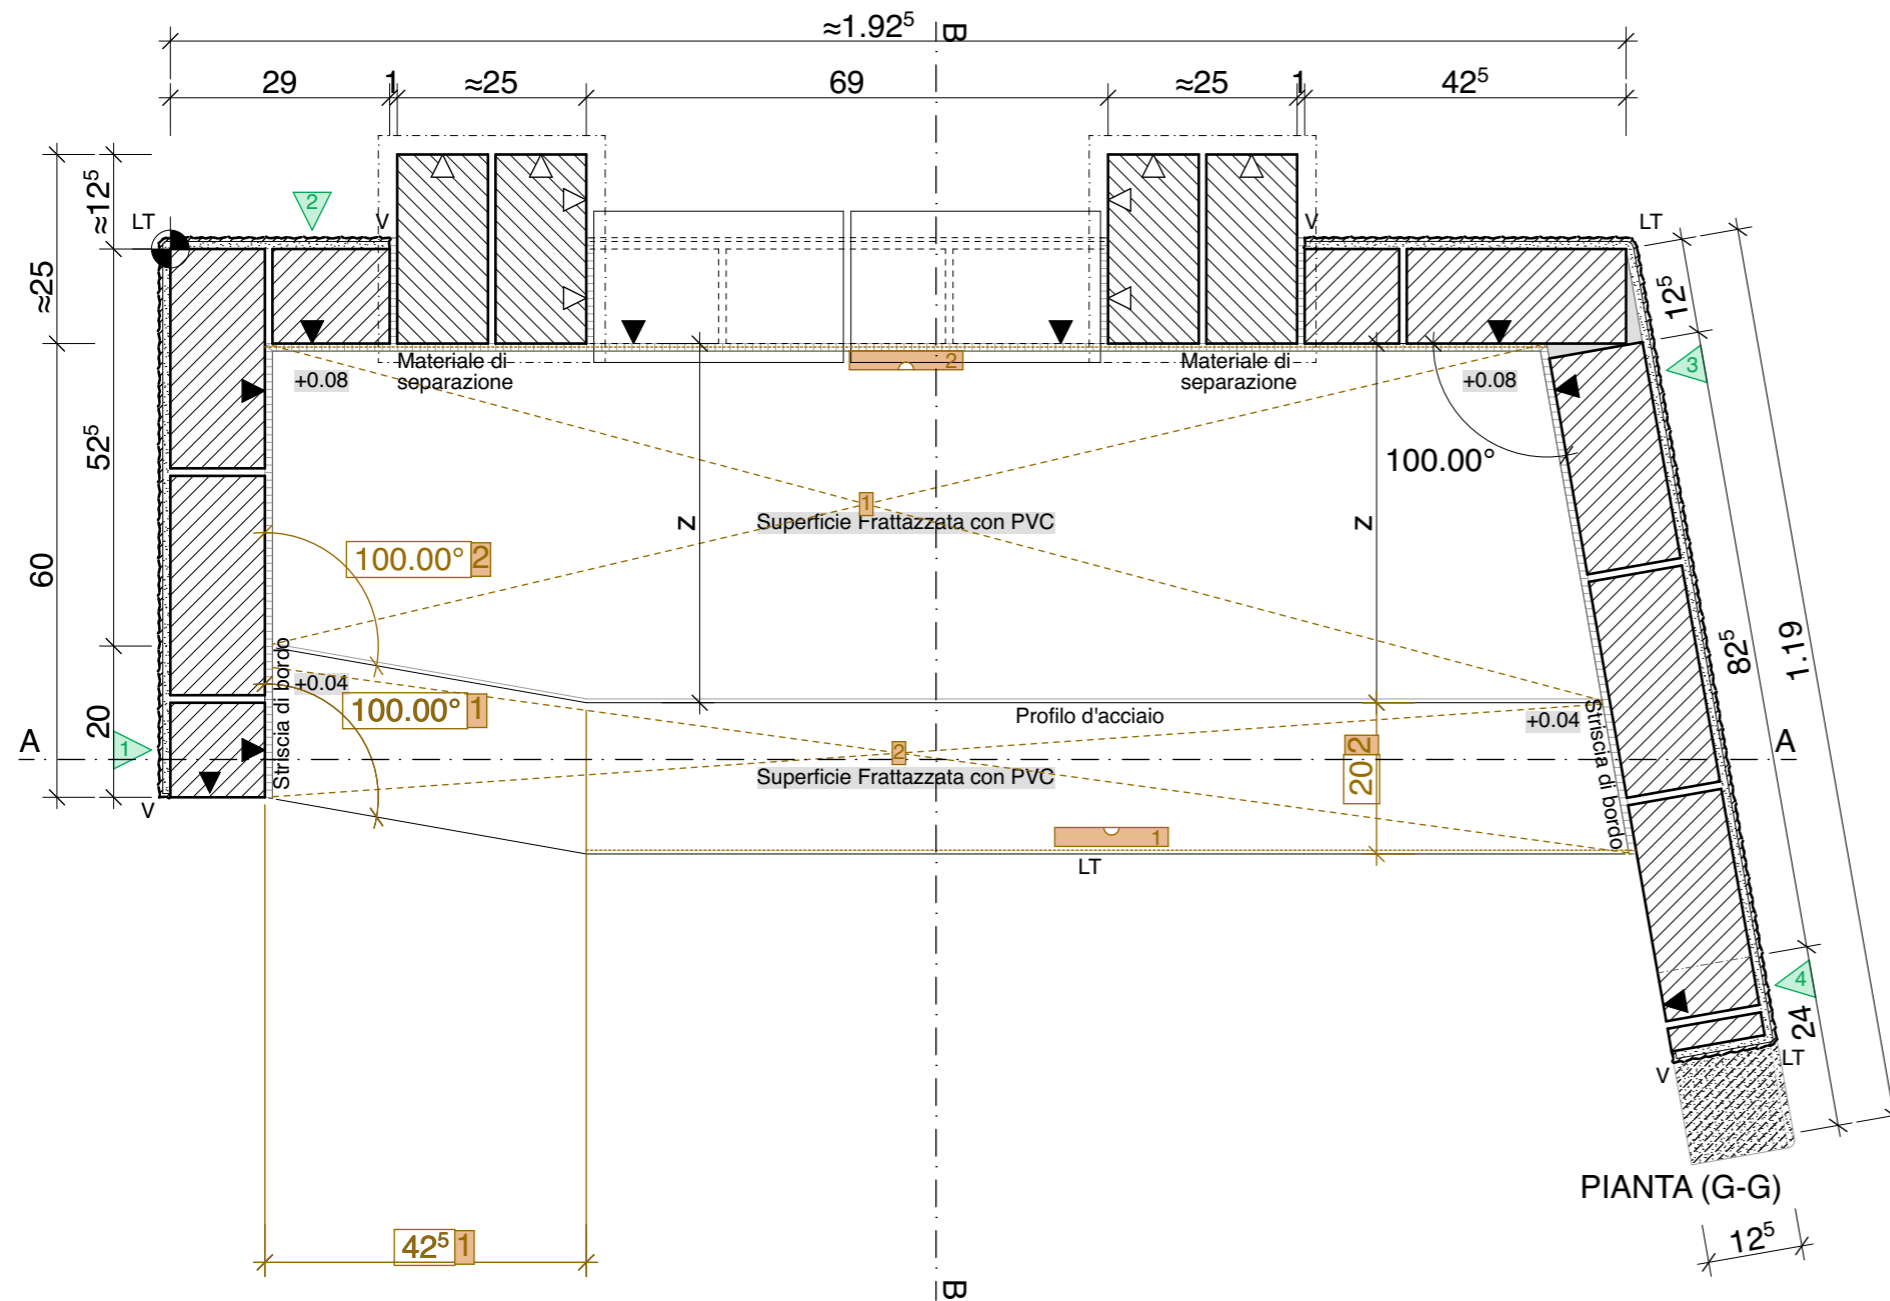 ≈1.92⁵
B
29
1
≈25
69
≈25
1
42⁵
≈12⁵
LT
2
V
V
LT
≈25
12⁵
Materiale di
separazione
Materiale di
separazione
2
3
+0.08
+0.08
52⁵
100.00°
1
z
z
Superficie Frattazzata con PVC
100.00° 2
60
82⁵
1.19
Striscia di bordo
+0.04
100.00° 1
20
Profilo d'acciaio
+0.04
Striscia di bordo
A
1
2
20 2
A
Superficie Frattazzata con PVC
V
1
LT
4
24
LT
V
PIANTA (G-G)
12⁵
42⁵ 1
B